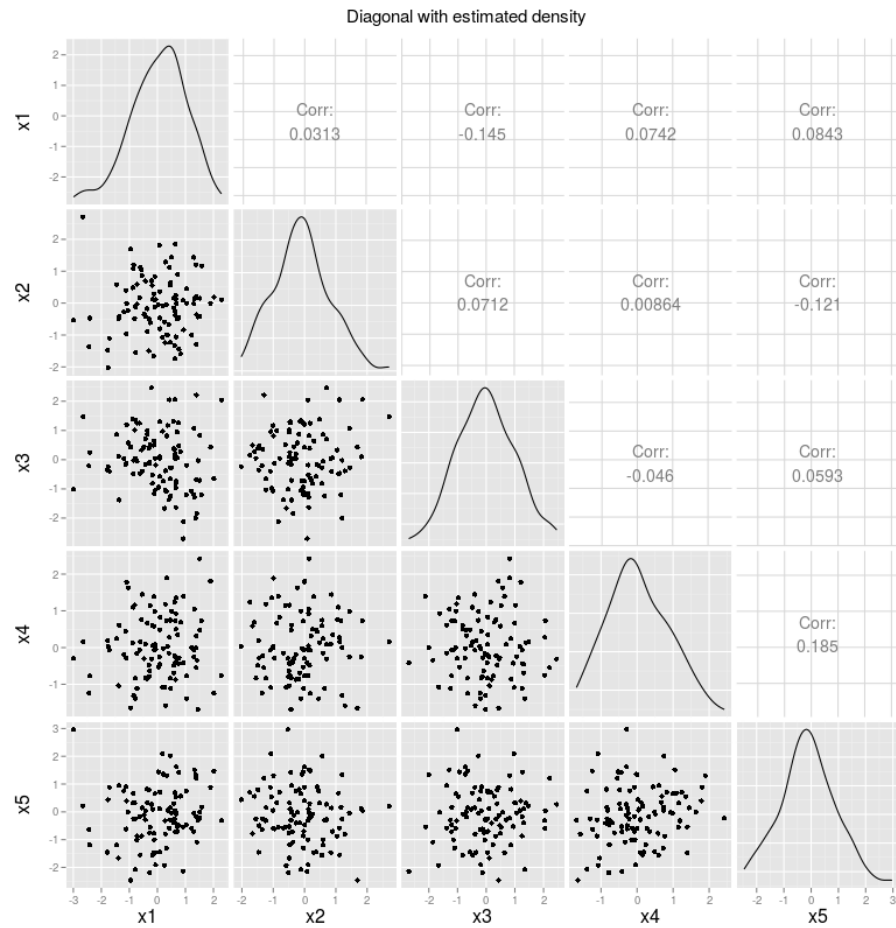 Diagonal with estimated density
x1
2
1
0
-1
-2
Corr:
0.0313
Corr:
-0.145
Corr:
0.0742
Corr:
0.0843
x2
2
1
0
-1
-2
Corr:
0.0712
Corr:
0.00864
Corr:
-0.121
x3
2
1
0
-1
-2
Corr:
-0.046
Corr:
0.0593
x4
2
1
0
-1
Corr:
0.185
x5
3
2
1
0
-1
-2
-3 -2 -1 0 1 2
-2 -1 0 1 2
-2 -1 0 1 2
-1 0 1 2
-2 -1 0 1 2 3
x1 x2 x3 x4 x5